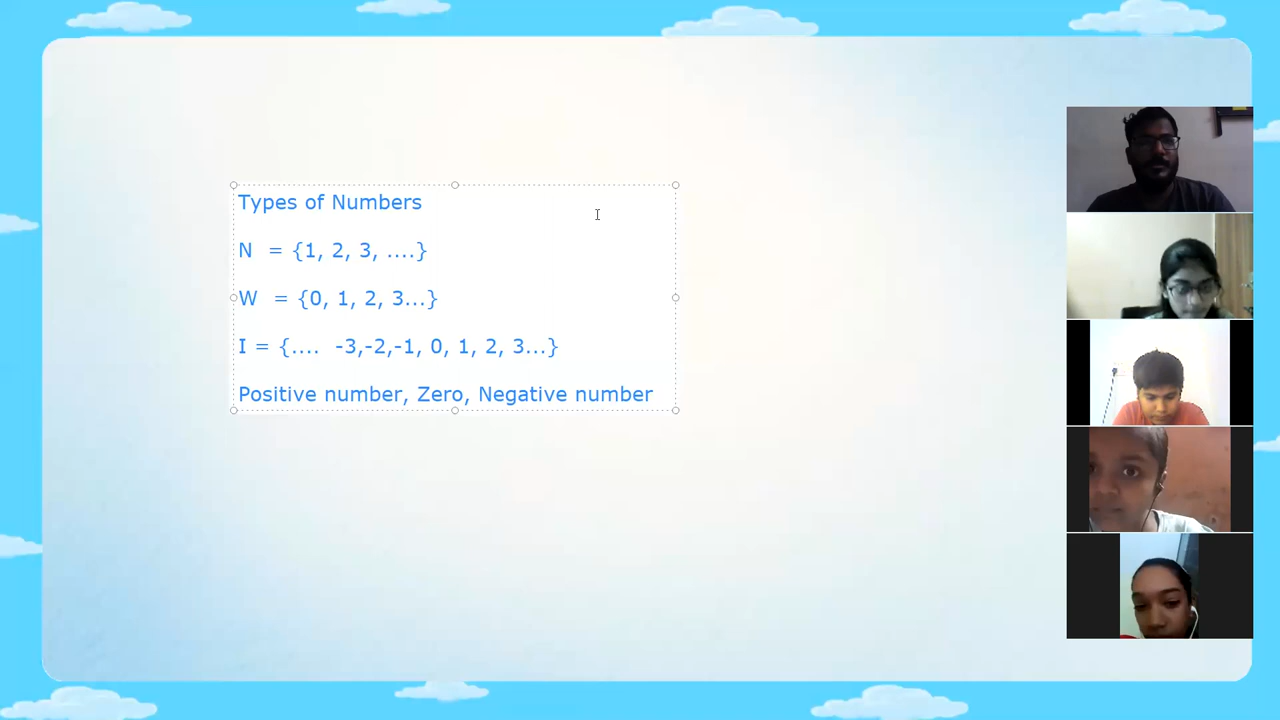 Types of Numbers
N = {1, 2, 3, ....}
W = {0, 1, 2, 3...}
I = {.... -3,-2,-1, 0, 1, 2, 3...}
Positive number, Zero, Negative number